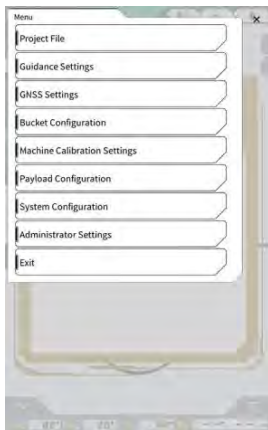 Menu
Project File
Guidance Settings
GNSS Settings
Bucket Configuration
Machine Calibration Settings
Payload Configuration
System Configuration
Administrator Settings
Exit